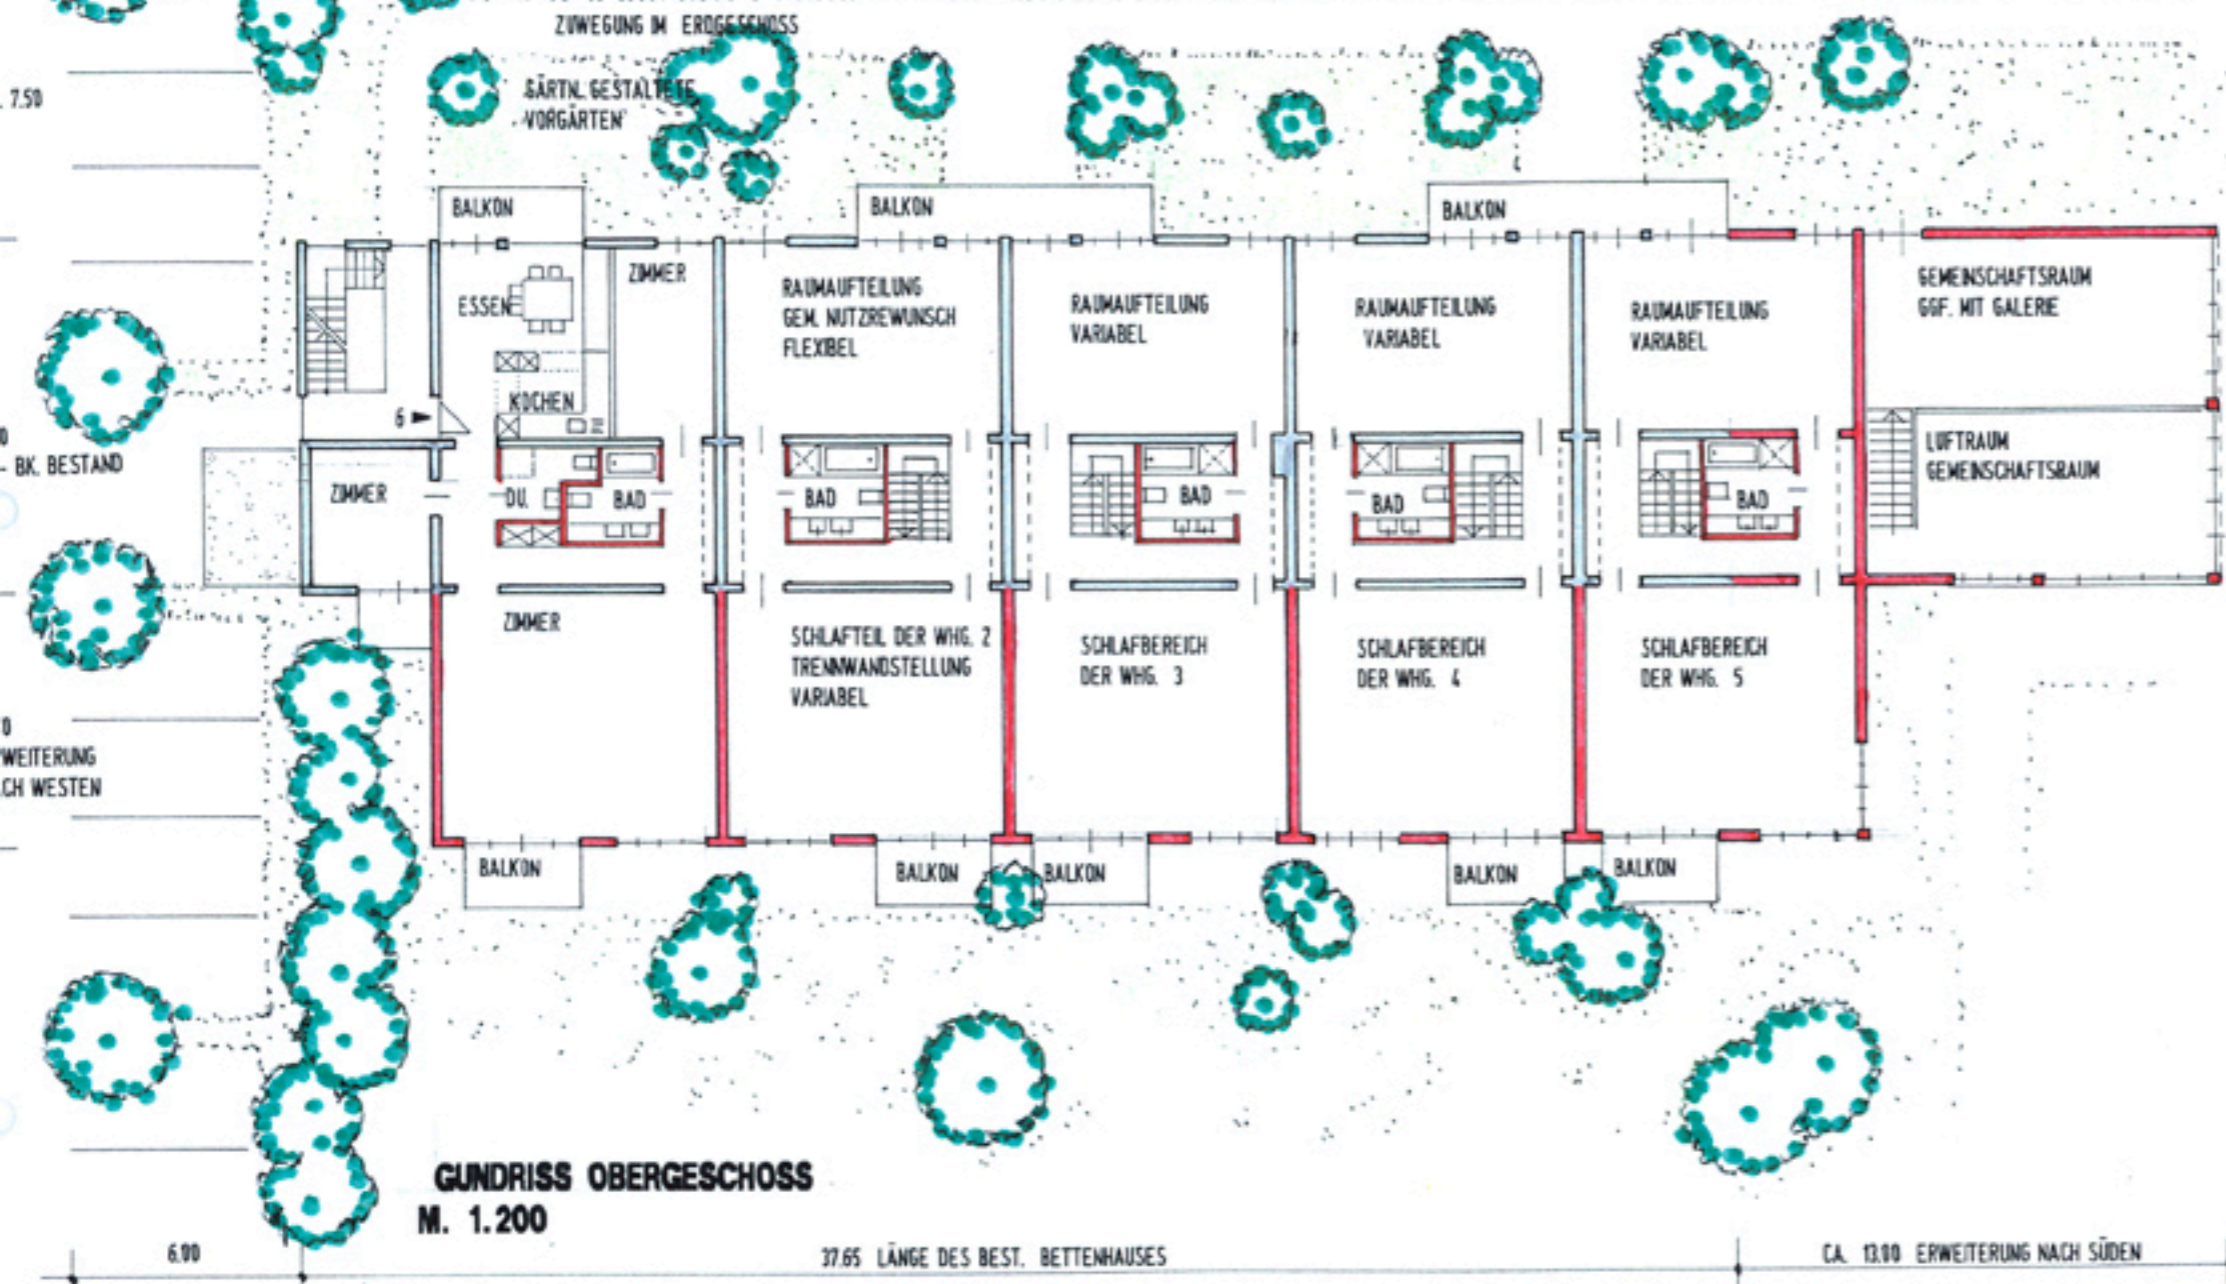 ZUWEGUNG IM ERDGESCHOSS
7.50
GÄRTN. GESTALTETE
VORGÄRTEN
BALKON
BALKON
BALKON
ZIMMER
ESSEN
KOCHEN
RAUMAUFTEILUNG
GEM. NUTZREWUNSCH
FLEXIBEL
RAUMAUFTEILUNG
VARIABEL
RAUMAUFTEILUNG
VARIABEL
RAUMAUFTEILUNG
VARIABEL
GEMEINSCHAFTSRAUM
GGF. MIT GALERIE
6
0
- BK. BESTAND
ZIMMER
DU.
BAD
BAD
BAD
BAD
BAD
LUFTRAUM
GEMEINSCHAFTSRAUM
ZIMMER
SCHLAFTEIL DER WHG. 2
TRENNWANDSTELLUNG
VARIABEL
SCHLAFBEREICH
DER WHG. 3
SCHLAFBEREICH
DER WHG. 4
SCHLAFBEREICH
DER WHG. 5
0
WEITERUNG
CH WESTEN
BALKON
BALKON
BALKON
BALKON
BALKON
GUNDRISS OBERGESCHOSS
M. 1.200
6.00
37.65 LÄNGE DES BEST. BETTENHAUSES
CA. 13.00 ERWEITERUNG NACH SÜDEN